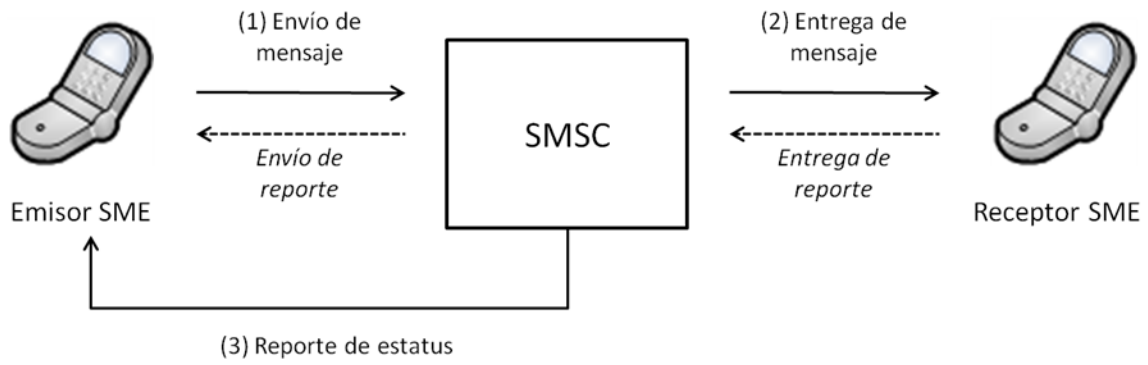 (1) Envío de
mensaje
(2) Entrega de
mensaje
SMSC
Envío de
reporte
Entrega de
reporte
Emisor SME
Receptor SME
(3) Reporte de estatus